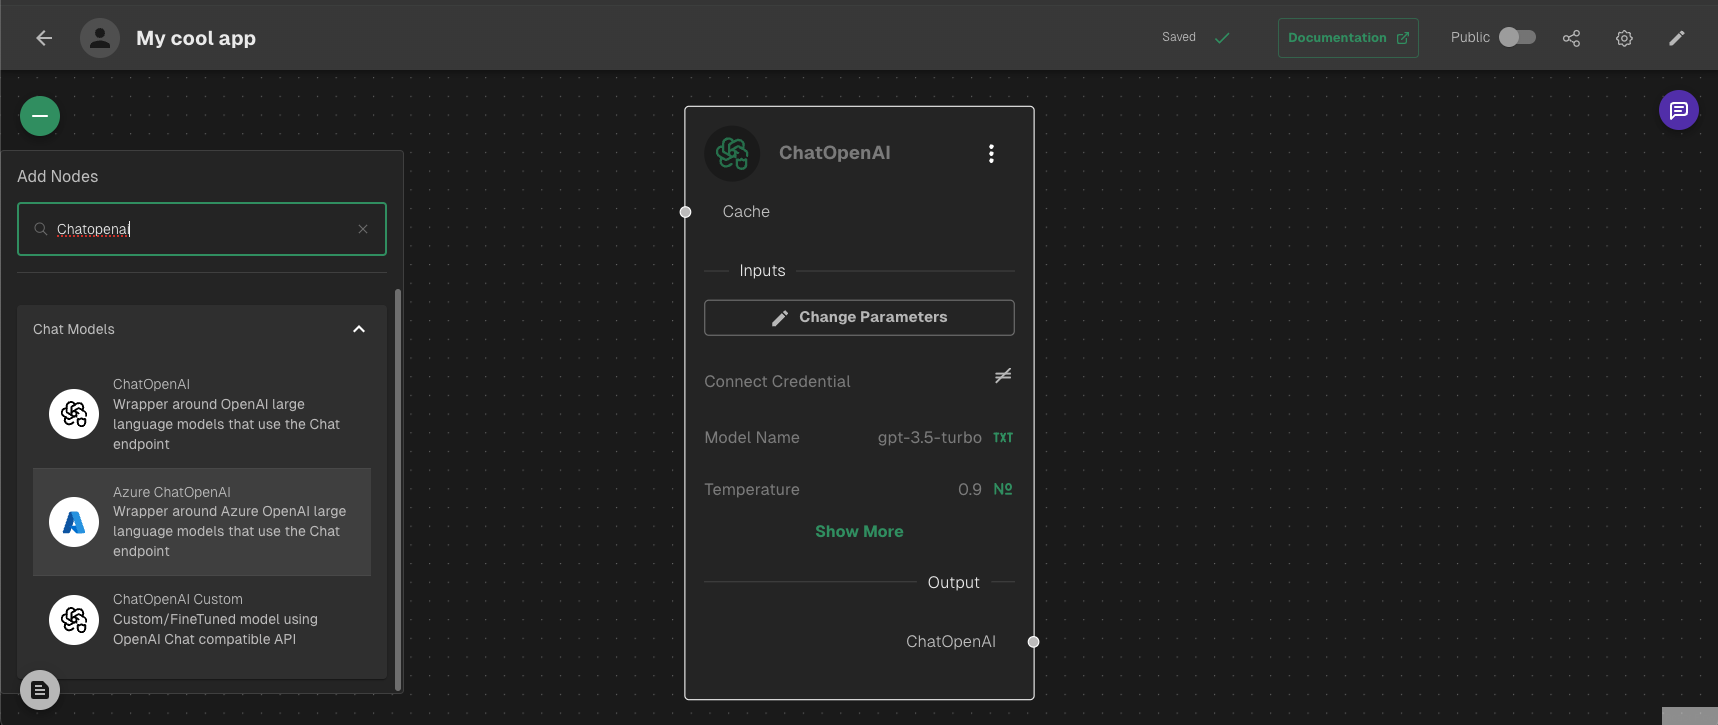 My cool app
Saved
Documentation
Public
Add Nodes
Chatopenai
Chat Models
ChatOpenAI
Wrapper around OpenAI large
language models that use the Chat
endpoint
Azure ChatOpenAI
Wrapper around Azure OpenAI large
language models that use the Chat
endpoint
ChatOpenAI Custom
Custom/FineTuned model using
OpenAI Chat compatible API
ChatOpenAI
Cache
Inputs
Change Parameters
Connect Credential
Model Name gpt-3.5-turbo TXT
Temperature 0.9 Nº
Show More
Output
ChatOpenAI